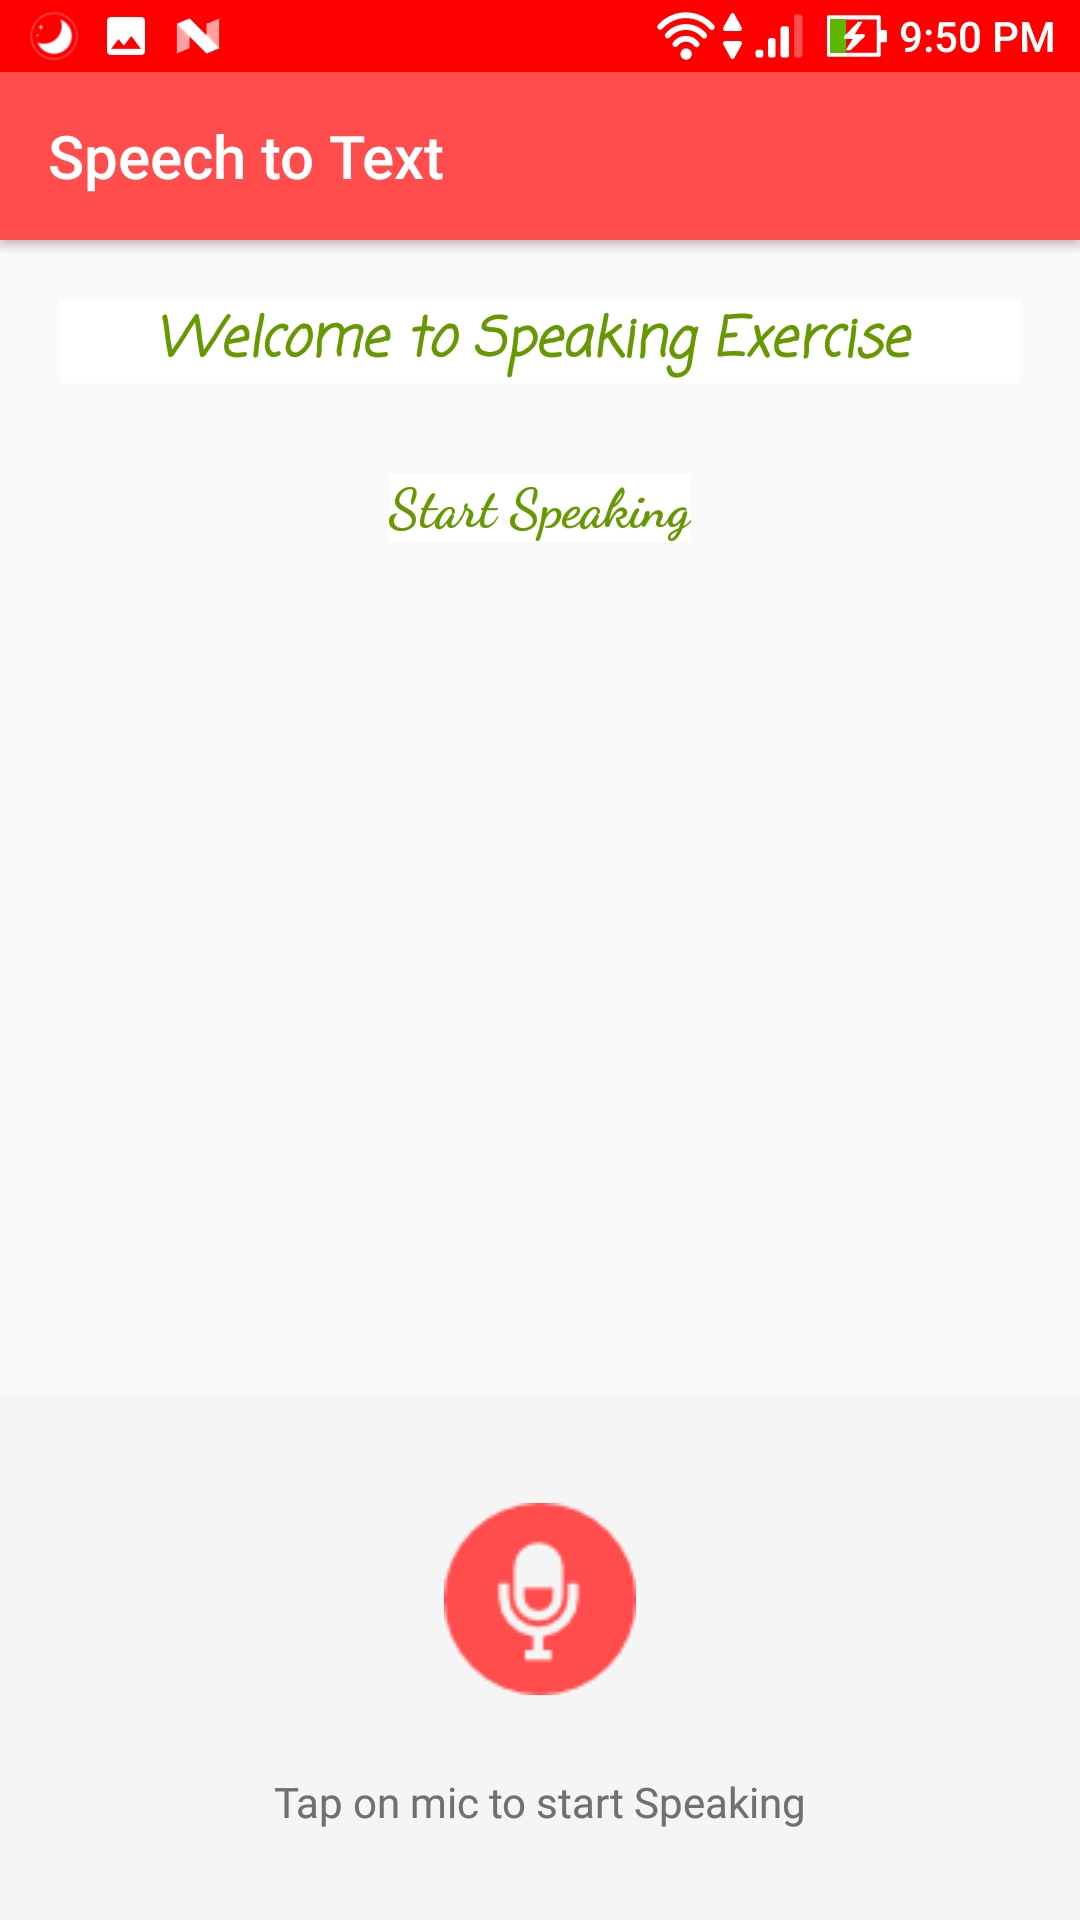 9:50 PM
Speech to Text
Welcome to Speaking Exercise
Start Speaking
Tap on mic to start Speaking